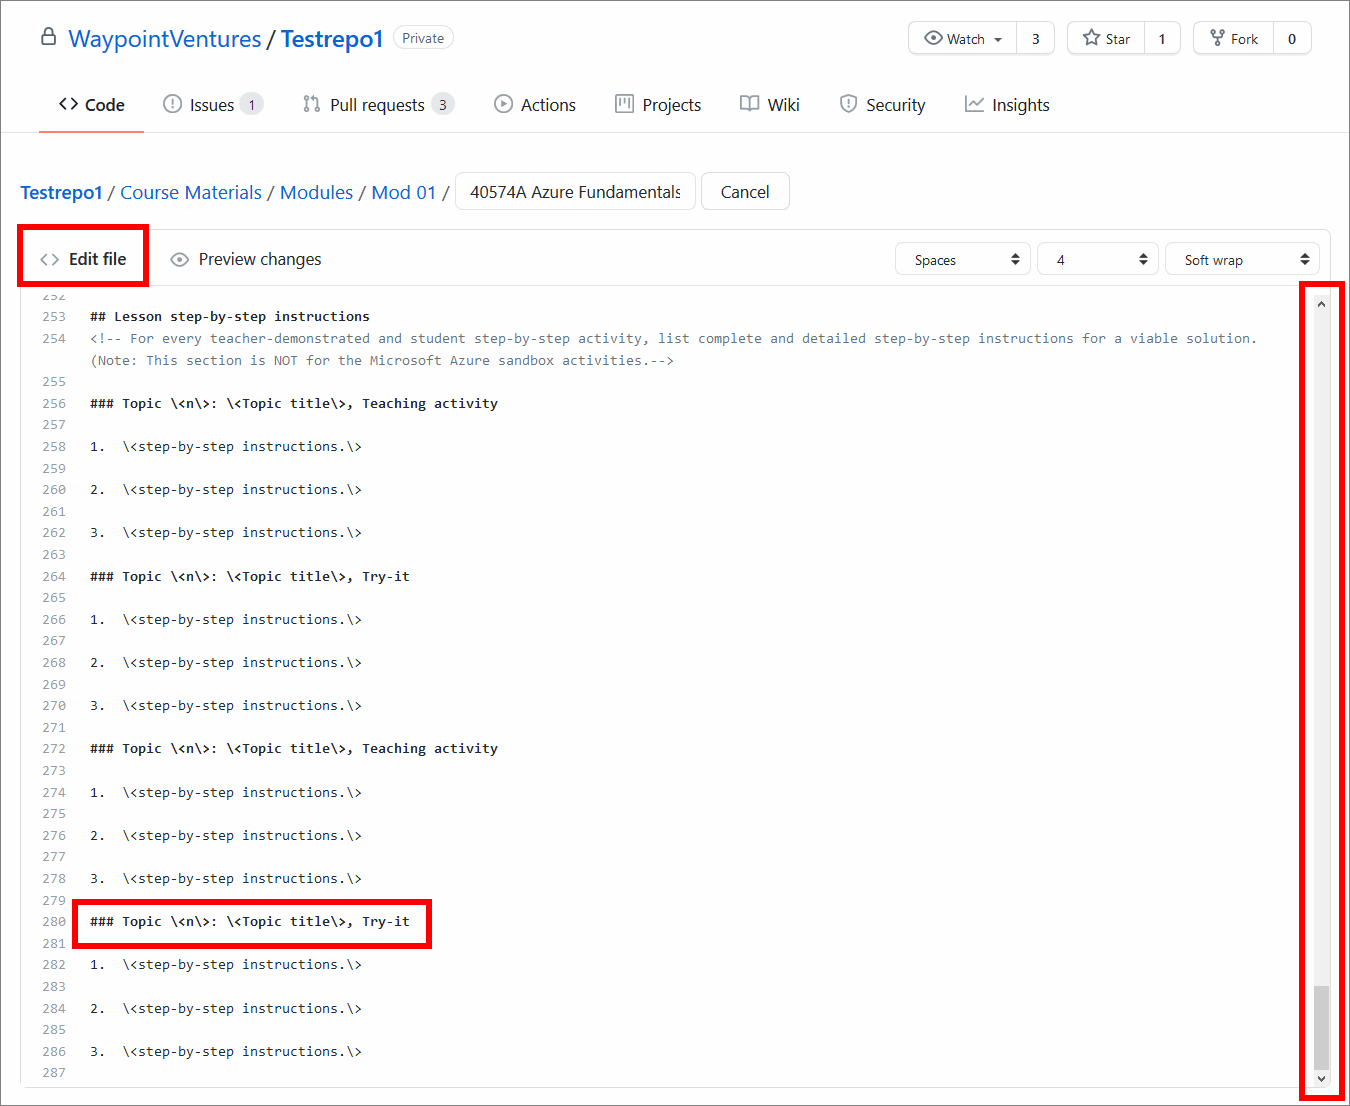 WaypointVentures / Testrepo1 Private
Watch 3 Star 1 Fork 0
<> Code Issues 1 Pull requests 3 Actions Projects Wiki Security Insights
Testrepo1 / Course Materials / Modules / Mod 01 / 40574A Azure Fundamentals Cancel
<> Edit file Preview changes Spaces 4 Soft wrap
252
253 ## Lesson step-by-step instructions
254 <!-- For every teacher-demonstrated and student step-by-step activity, list complete and detailed step-by-step instructions for a viable solution.
(Note: This section is NOT for the Microsoft Azure sandbox activities.-->
255
256 ### Topic \<n\>: \<Topic title\>, Teaching activity
257
258 1. \<step-by-step instructions.\>
259
260 2. \<step-by-step instructions.\>
261
262 3. \<step-by-step instructions.\>
263
264 ### Topic \<n\>: \<Topic title\>, Try-it
265
266 1. \<step-by-step instructions.\>
267
268 2. \<step-by-step instructions.\>
269
270 3. \<step-by-step instructions.\>
271
272 ### Topic \<n\>: \<Topic title\>, Teaching activity
273
274 1. \<step-by-step instructions.\>
275
276 2. \<step-by-step instructions.\>
277
278 3. \<step-by-step instructions.\>
279
280 ### Topic \<n\>: \<Topic title\>, Try-it
281
282 1. \<step-by-step instructions.\>
283
284 2. \<step-by-step instructions.\>
285
286 3. \<step-by-step instructions.\>
287